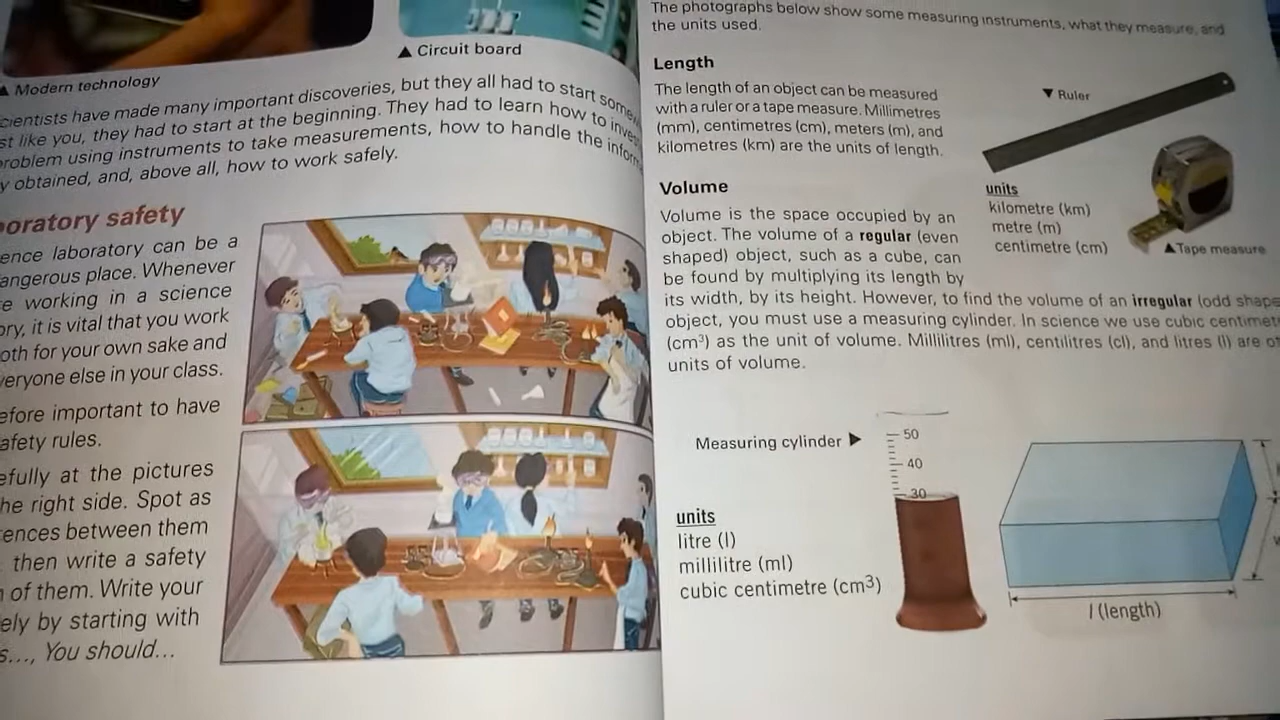 ▲ Modern technology
▲ Circuit board
scientists have made many important discoveries, but they all had to start
st like you, they had to start at the beginning. They had to learn how to
problem using instruments to take measurements, how to handle the
y obtained, and, above all, how to work safely.
boratory safety
ence laboratory can be a
angerous place. Whenever
e working in a science
ory, it is vital that you work
oth for your own sake and
veryone else in your class.
efore important to have
afety rules.
efully at the pictures
he right side. Spot as
rences between them
then write a safety
of them. Write your
ely by starting with
s..., You should...
The photographs below show some measuring instruments, what they measure, and
the units used.
Length
The length of an object can be measured
with a ruler or a tape measure. Millimetres
(mm), centimetres (cm), meters (m), and
kilometres (km) are the units of length.
▼ Ruler
units
kilometre (km)
metre (m)
centimetre (cm)
▲ Tape measure
Volume
Volume is the space occupied by an
object. The volume of a regular (even
shaped) object, such as a cube, can
be found by multiplying its length by
its width, by its height. However, to find the volume of an irregular (odd shape
object, you must use a measuring cylinder. In science we use cubic centimet
(cm³) as the unit of volume. Millilitres (ml), centilitres (cl), and litres (l) are ot
units of volume.
Measuring cylinder ►
50
40
30
units
litre (l)
millilitre (ml)
cubic centimetre (cm³)
l (length)